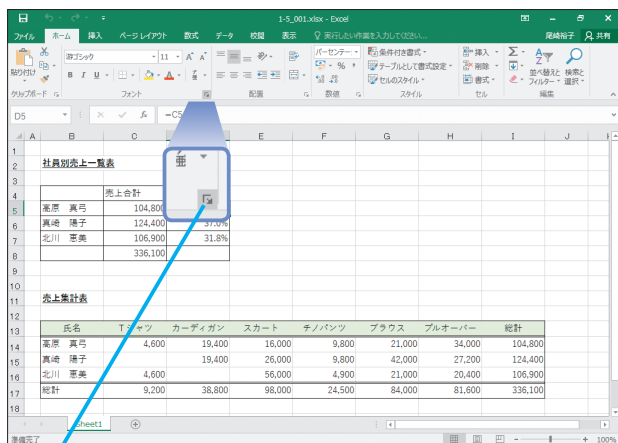 1-5_001.xlsx - Excel
ファイル ホーム 挿入 ページレイアウト 数式 データ 校閲 表示 実行したい作業を入力してください... 尾崎裕子 共有
游ゴシック 11 A A パーセンテー... 条件付き書式 挿入 Σ
貼り付け B I U A % テーブルとして書式設定 削除 並べ替えと 検索と
セルのスタイル 書式 フィルター 選択
クリップボード フォント 配置 数値 スタイル セル 編集
D5 fx =C5
A B C E F G H I J
1
2 社員別売上一覧表
亜
3
4 売上合計
5 高原 真弓 104,800
6 真崎 陽子 124,400 37.0%
7 北川 恵美 106,900 31.8%
8 336,100
9
10
11 売上集計表
12
13 氏名 Tシャツ カーディガン スカート チノパンツ ブラウス プルオーバー 総計
14 高原 真弓 4,600 19,400 16,000 9,800 21,000 34,000 104,800
15 真崎 陽子 19,400 26,000 9,800 42,000 27,200 124,400
16 北川 恵美 4,600 56,000 4,900 21,000 20,400 106,900
17 総計 9,200 38,800 98,000 24,500 84,000 81,600 336,100
18
Sheet1
準備完了 100%